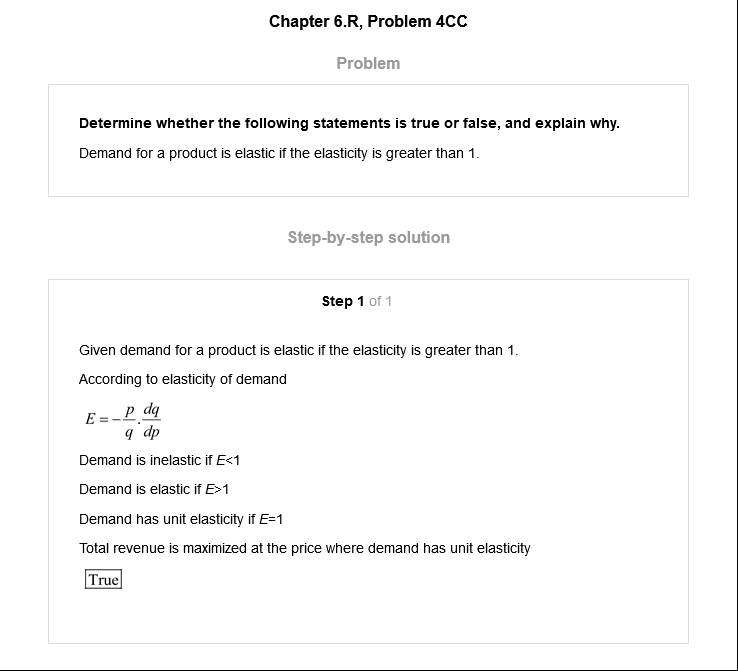 Chapter 6.R, Problem 4CC
Problem
Determine whether the following statements is true or false, and explain why.
Demand for a product is elastic if the elasticity is greater than 1.
Step-by-step solution
Step 1 of 1
Given demand for a product is elastic if the elasticity is greater than 1.
According to elasticity of demand
E = -p/q · dq/dp
Demand is inelastic if E<1
Demand is elastic if E>1
Demand has unit elasticity if E=1
Total revenue is maximized at the price where demand has unit elasticity
True